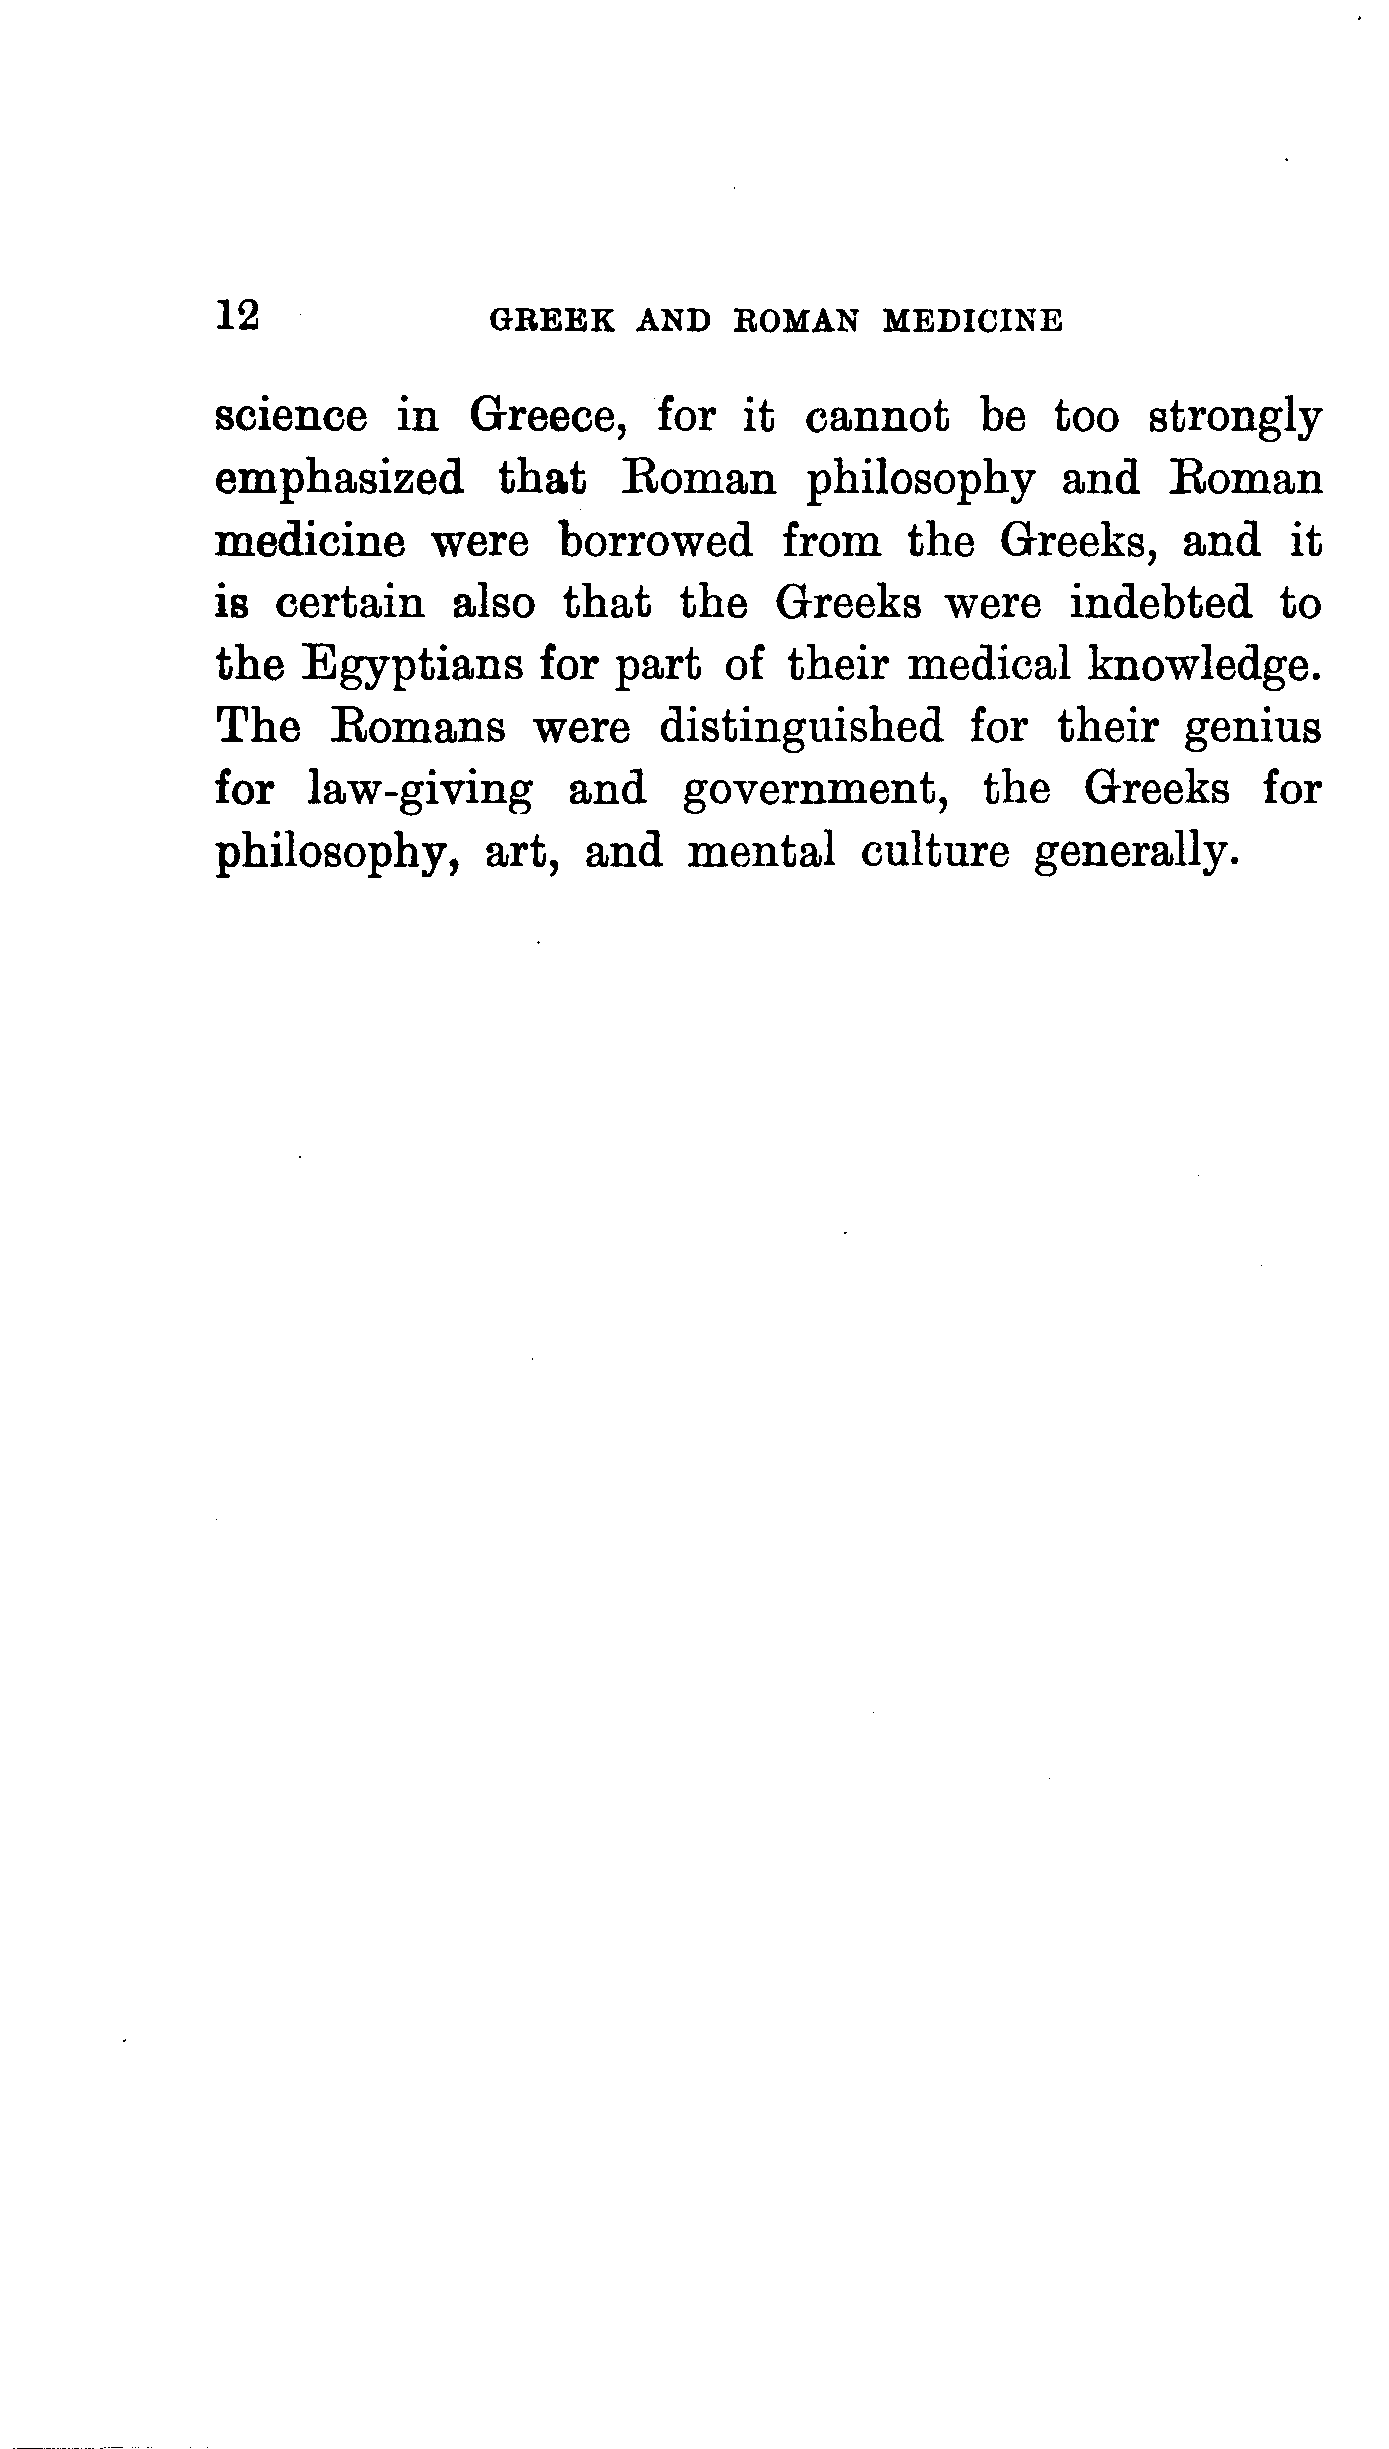 12 GREEK AND ROMAN MEDICINE
science in Greece, for it cannot be too strongly
emphasized that Roman philosophy and Roman
medicine were borrowed from the Greeks, and it
is certain also that the Greeks were indebted to
the Egyptians for part of their medical knowledge.
The Romans were distinguished for their genius
for law-giving and government, the Greeks for
philosophy, art, and mental culture generally.